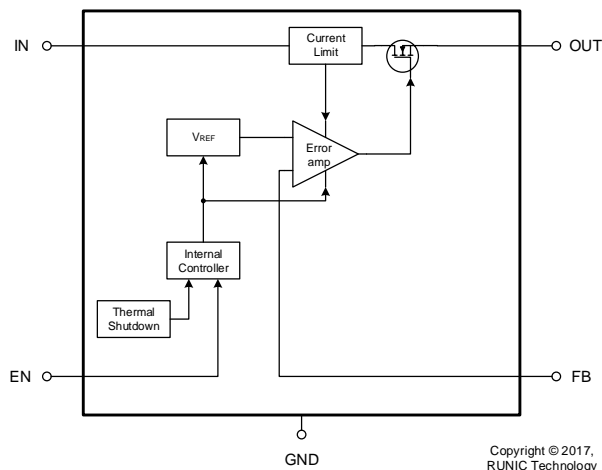 IN
Current
Limit
OUT
VREF
Error
amp
Internal
Controller
Thermal
Shutdown
EN
FB
GND
Copyright © 2017,
RUNIC Technology